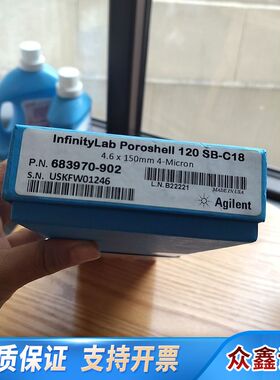 InfinityLab Poroshell 120 SB-C18
4.6 x 150mm 4-Micron
P.N. 683970-902
S.N. USKFW01246
L.N. B22221
MADE IN USA
Agilent
质保证 支持开票
众鑫